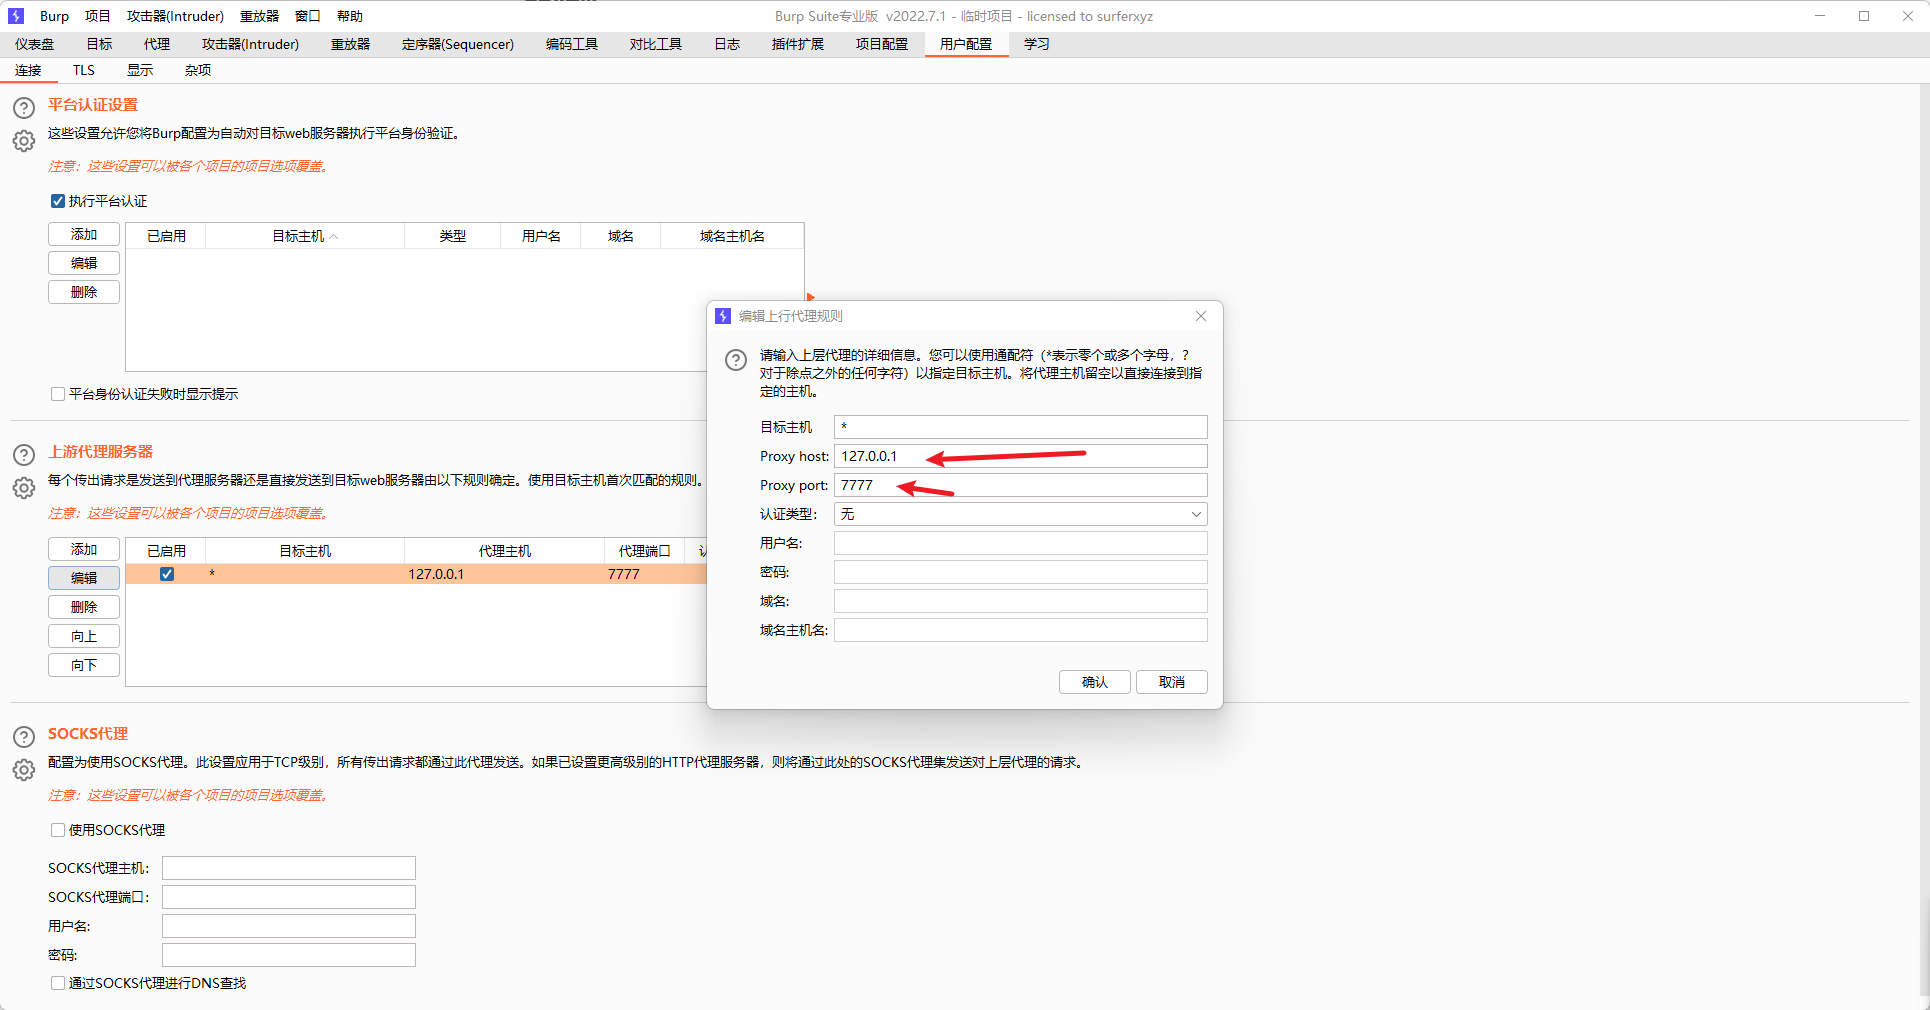 Burp 项目 攻击器(Intruder) 重放器 窗口 帮助
Burp Suite专业版 v2022.7.1 - 临时项目 - licensed to surferxyz
仪表盘 目标 代理 攻击器(Intruder) 重放器 定序器(Sequencer) 编码工具 对比工具 日志 插件扩展 项目配置 用户配置 学习
连接 TLS 显示 杂项
平台认证设置
这些设置允许您将Burp配置为自动对目标web服务器执行平台身份验证。
注意：这些设置可以被各个项目的项目选项覆盖。
执行平台认证
添加
编辑
删除
已启用 目标主机 类型 用户名 域名 域名主机名
平台身份认证失败时显示提示
上游代理服务器
每个传出请求是发送到代理服务器还是直接发送到目标web服务器由以下规则确定。使用目标主机首次匹配的规则。
注意：这些设置可以被各个项目的项目选项覆盖。
添加
编辑
删除
向上
向下
已启用 目标主机 代理主机 代理端口
* 127.0.0.1 7777
编辑上行代理规则
请输入上层代理的详细信息。您可以使用通配符（*表示零个或多个字母，?
对于除点之外的任何字符）以指定目标主机。将代理主机留空以直接连接到指
定的主机。
目标主机 *
Proxy host: 127.0.0.1
Proxy port: 7777
认证类型： 无
用户名:
密码:
域名:
域名主机名:
确认 取消
SOCKS代理
配置为使用SOCKS代理。此设置应用于TCP级别，所有传出请求都通过此代理发送。如果已设置更高级别的HTTP代理服务器，则将通过此处的SOCKS代理集发送对上层代理的请求。
注意：这些设置可以被各个项目的项目选项覆盖。
使用SOCKS代理
SOCKS代理主机：
SOCKS代理端口：
用户名:
密码:
通过SOCKS代理进行DNS查找